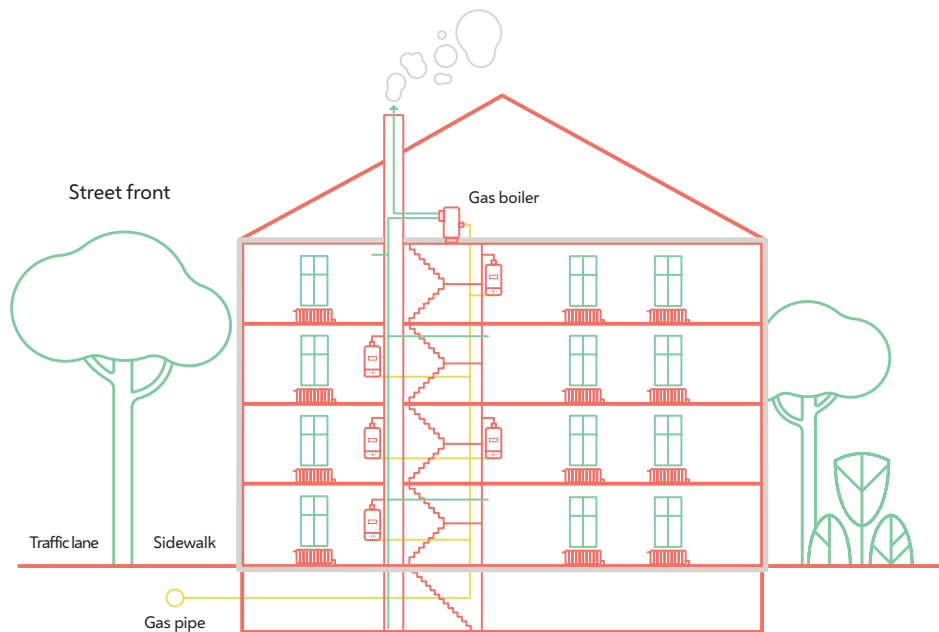 Street front
Gas boiler
Traffic lane
Sidewalk
Gas pipe